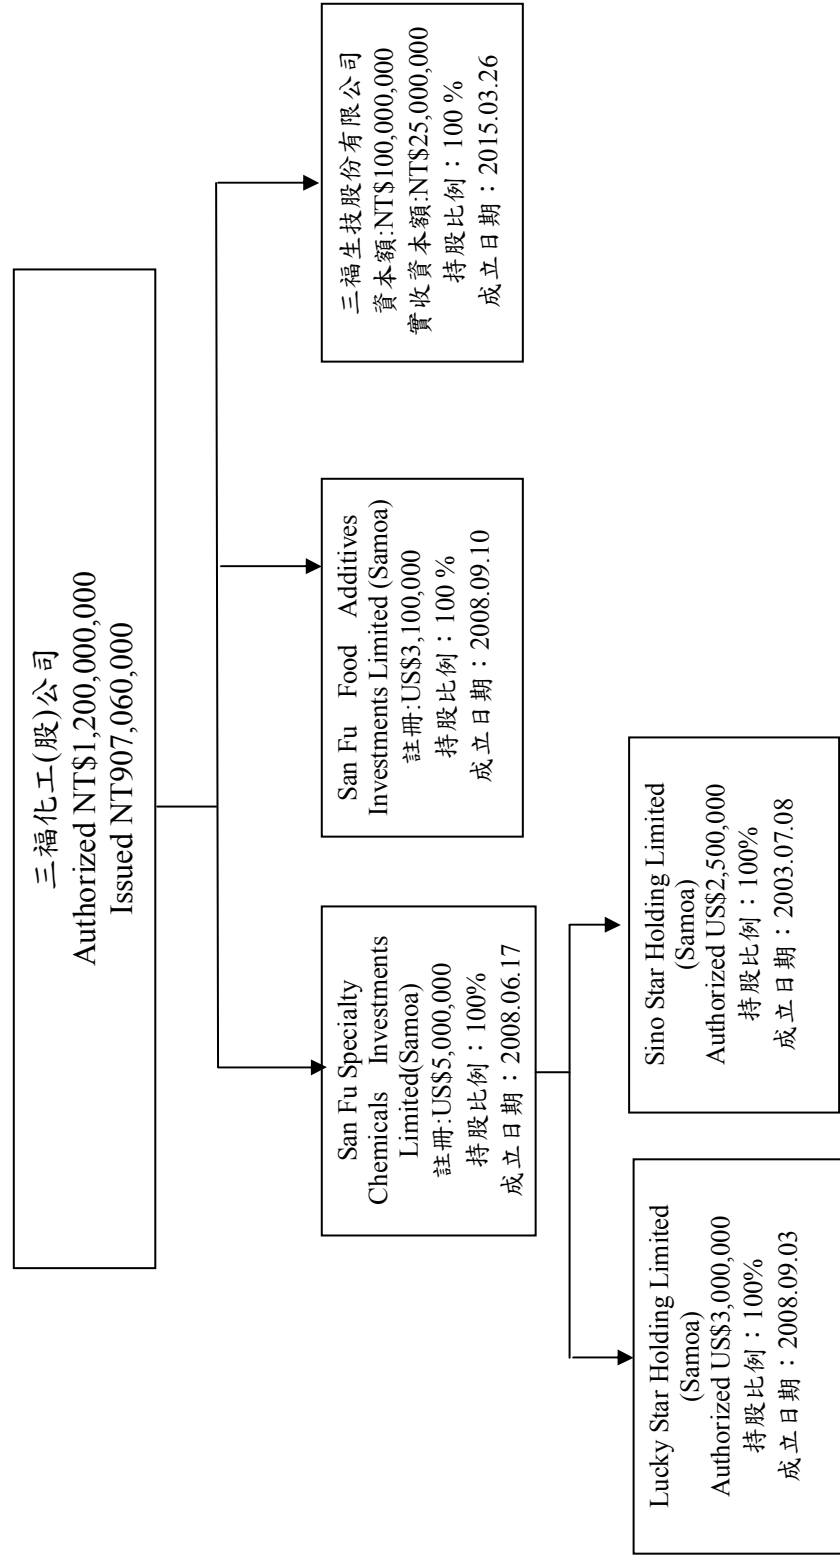 三福化工(股)公司
Authorized NT$1,200,000,000
Issued NT907,060,000
San Fu Specialty
Chemicals Investments
Limited(Samoa)
註冊:US$5,000,000
持股比例：100%
成立日期：2008.06.17
San Fu Food Additives
Investments Limited (Samoa)
註冊:US$3,100,000
持股比例：100 %
成立日期：2008.09.10
三福生技股份有限公司
資本額:NT$100,000,000
實收資本額:NT$25,000,000
持股比例：100 %
成立日期：2015.03.26
Lucky Star Holding Limited
(Samoa)
Authorized US$3,000,000
持股比例：100%
成立日期：2008.09.03
Sino Star Holding Limited
(Samoa)
Authorized US$2,500,000
持股比例：100%
成立日期：2003.07.08